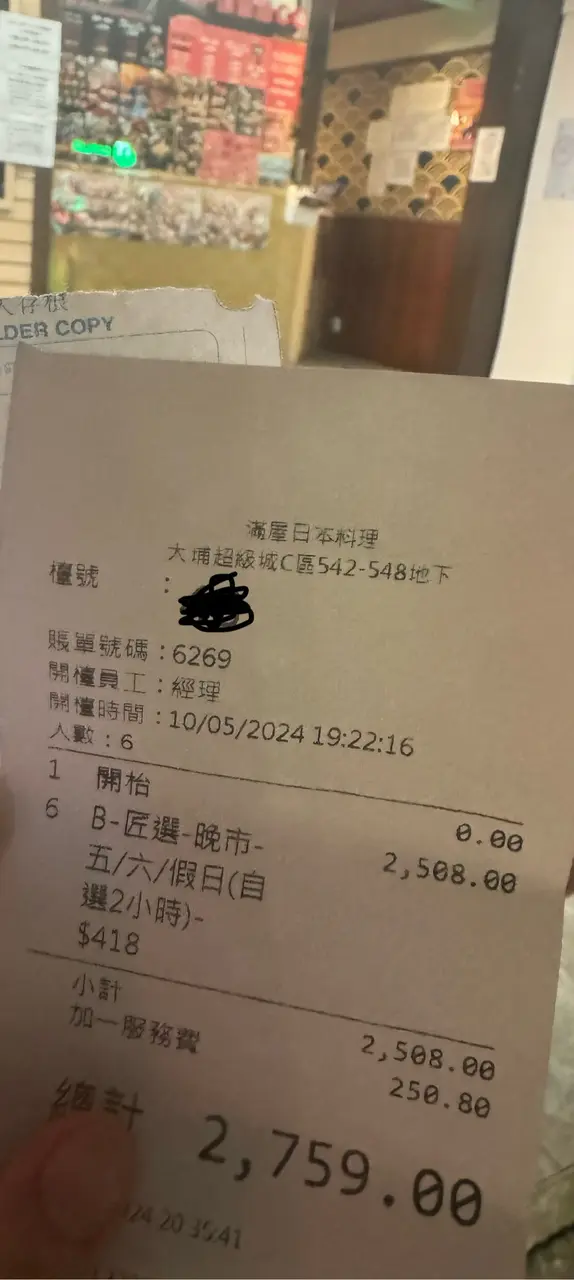 LDER COPY
滿屋日本料理
大埔超級城C區542-548地下
檯號 :
賬單號碼 : 6269
開檯員工 : 經理
開檯時間 : 10/05/2024 19:22:16
人數 : 6
1 開枱 0.00
6 B-匠選-晚市- 2,508.00
五/六/假日(自
選2小時)-
$418
小計 2,508.00
加一服務費 250.80
總計 2,759.00
24 20:35:41